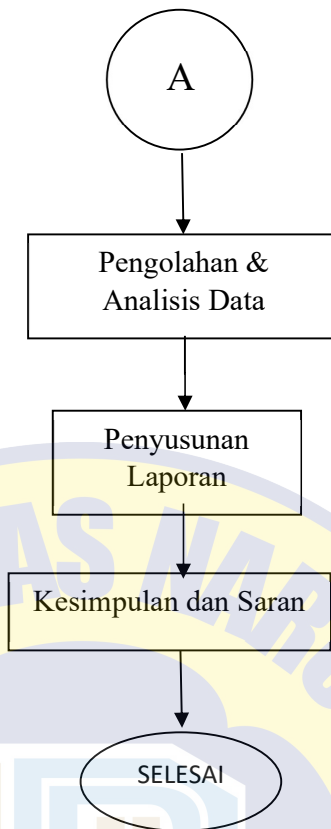 A
Pengolahan &
Analisis Data
Penyusunan
Laporan
Kesimpulan dan Saran
SELESAI